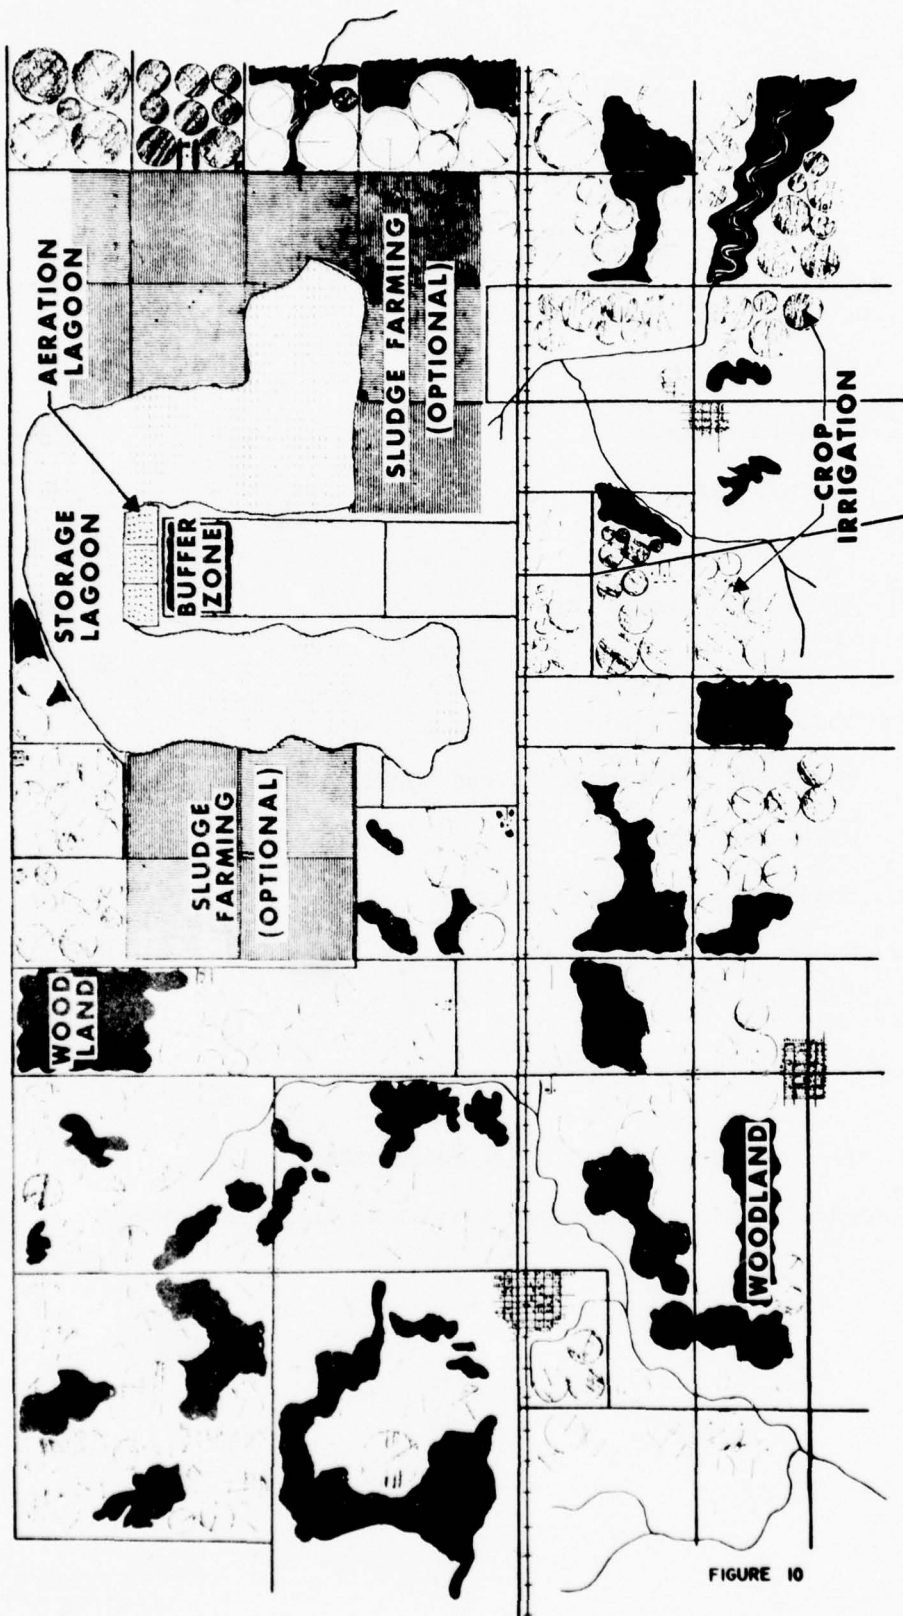 AERATION
LAGOON
STORAGE
LAGOON
BUFFER
ZONE
SLUDGE FARMING
(OPTIONAL)
CROP
IRRIGATION
SLUDGE
FARMING
(OPTIONAL)
WOOD
LAND
WOODLAND
FIGURE 10